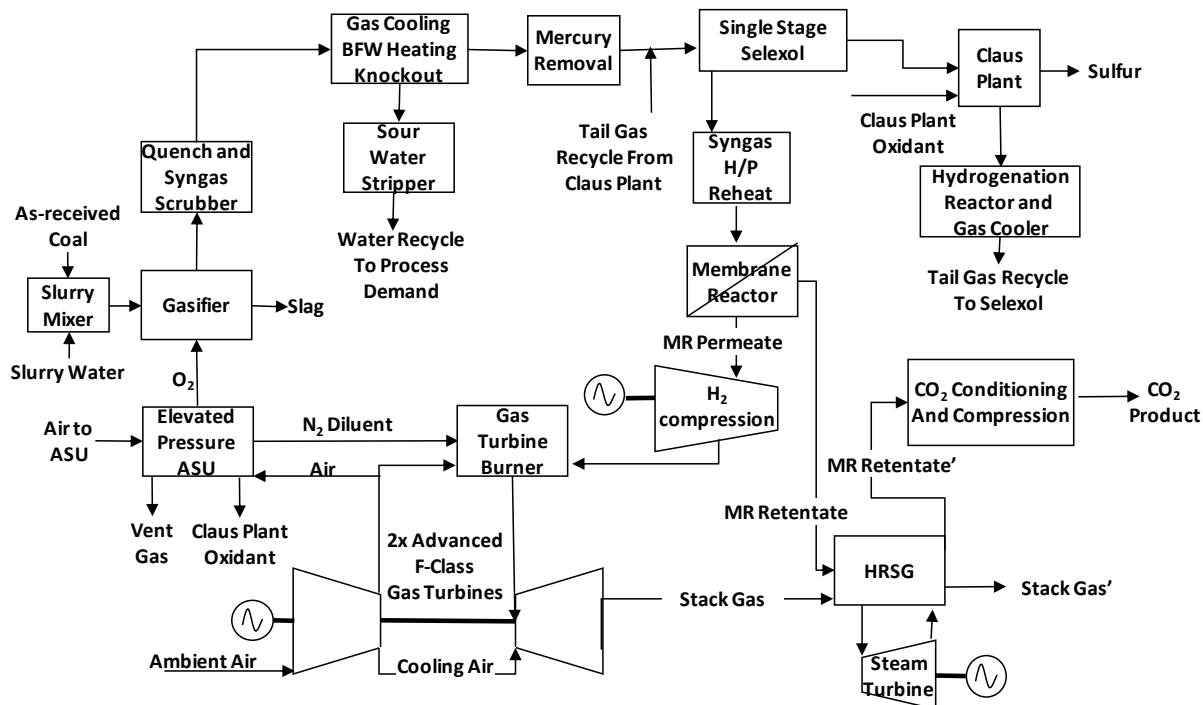 Gas Cooling
BFW Heating
Knockout
Mercury
Removal
Single Stage
Selexol
Claus
Plant
Sulfur
Claus Plant
Oxidant
Quench and
Syngas
Scrubber
Sour
Water
Stripper
Tail Gas
Recycle From
Claus Plant
Syngas
H/P
Reheat
Hydrogenation
Reactor and
Gas Cooler
As-received
Coal
Water Recycle
To Process
Demand
Tail Gas Recycle
To Selexol
Slurry
Mixer
Gasifier
Slag
Membrane
Reactor
Slurry Water
O₂
MR Permeate
H₂
compression
CO₂ Conditioning
And Compression
CO₂
Product
Air to
ASU
Elevated
Pressure
ASU
N₂ Diluent
Air
Gas
Turbine
Burner
MR Retentate'
MR Retentate
Vent
Gas
Claus Plant
Oxidant
2x Advanced
F-Class
Gas Turbines
HRSG
Stack Gas
Stack Gas'
Ambient Air
Cooling Air
Steam
Turbine